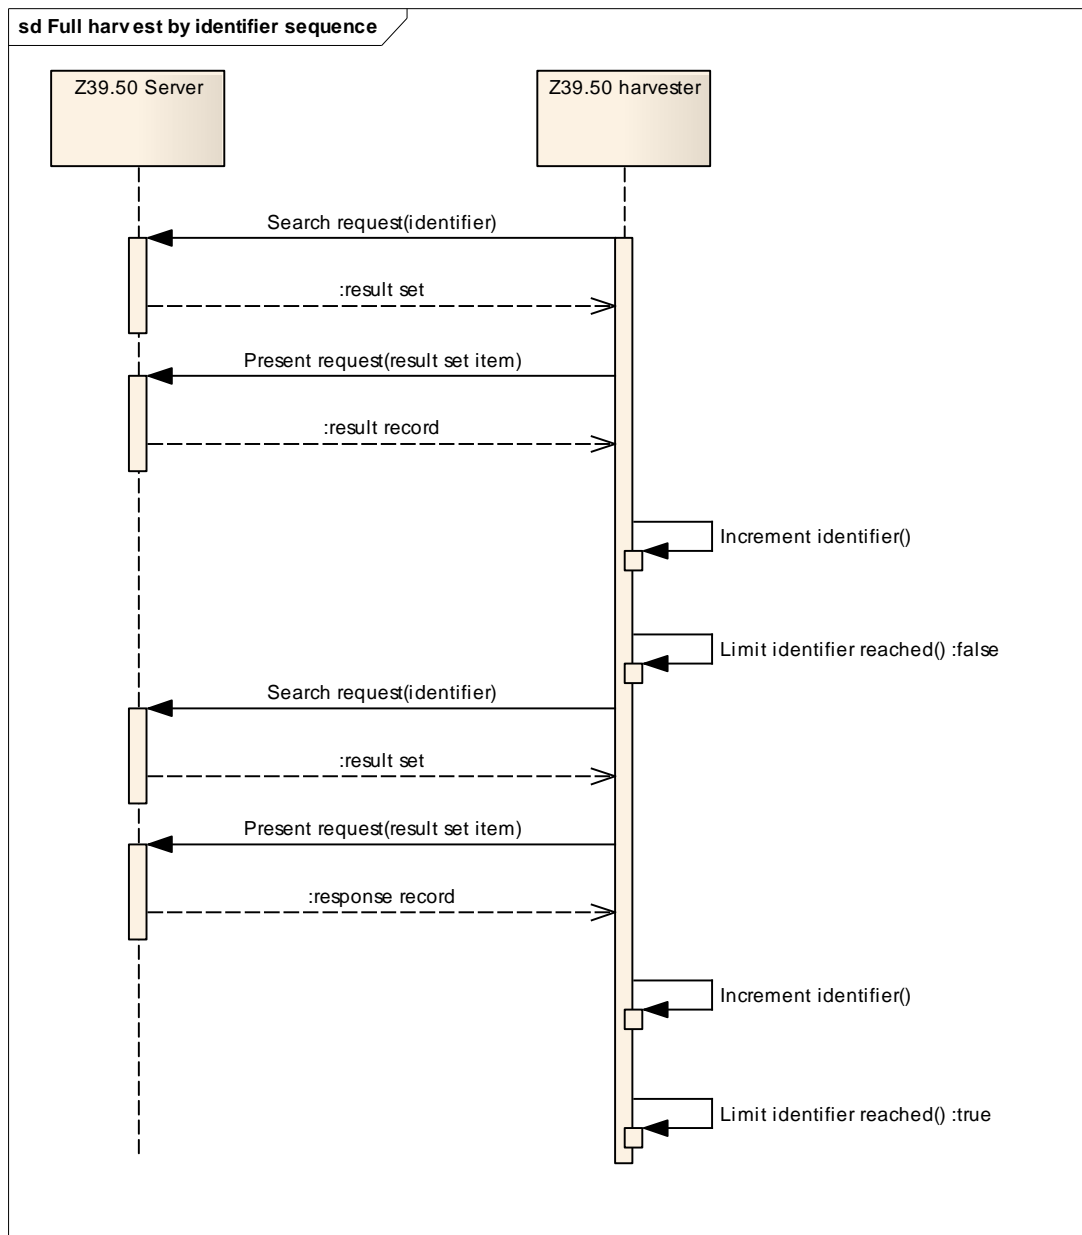 sd Full harvest by identifier sequence
Z39.50 Server
Z39.50 harvester
Search request(identifier)
:result set
Present request(result set item)
:result record
Increment identifier()
Limit identifier reached() :false
Search request(identifier)
:result set
Present request(result set item)
:response record
Increment identifier()
Limit identifier reached() :true